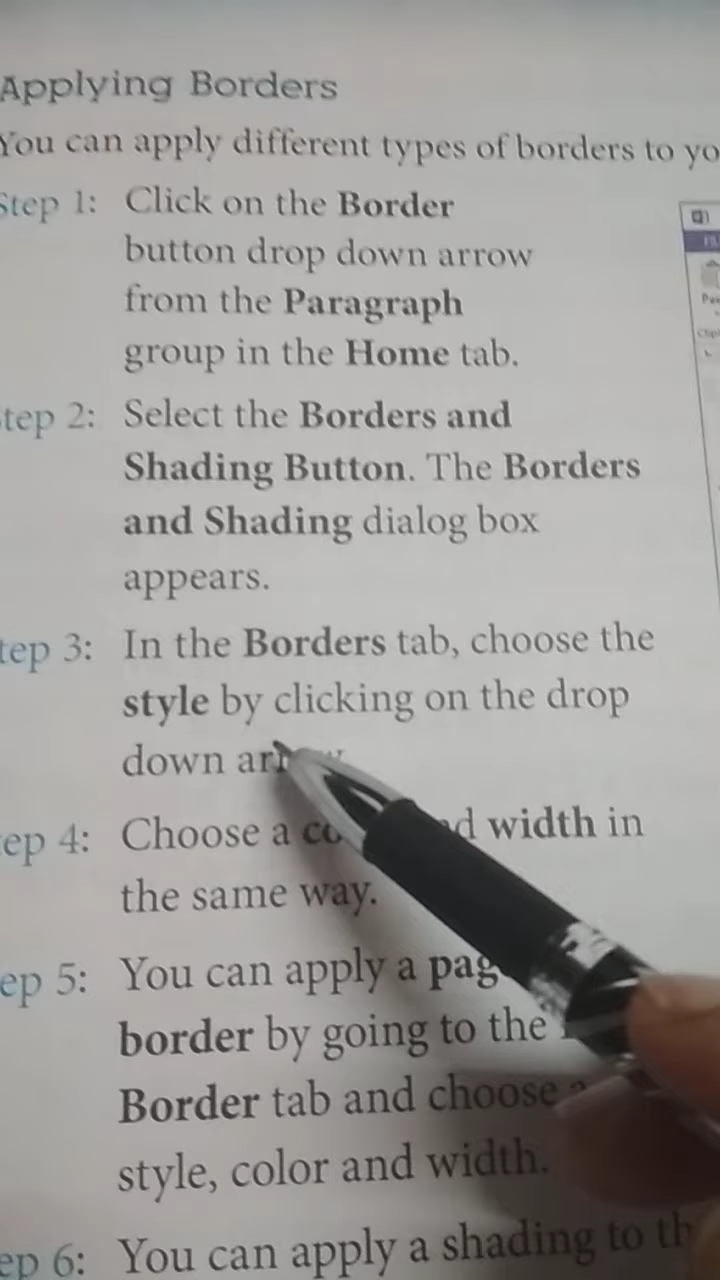 Applying Borders
You can apply different types of borders to yo
Step 1: Click on the Border
button drop down arrow
from the Paragraph
group in the Home tab.
tep 2: Select the Borders and
Shading Button. The Borders
and Shading dialog box
appears.
tep 3: In the Borders tab, choose the
style by clicking on the drop
down arr
ep 4: Choose a co d width in
the same way.
ep 5: You can apply a pag
border by going to the
Border tab and choose a
style, color and width.
ep 6: You can apply a shading to th